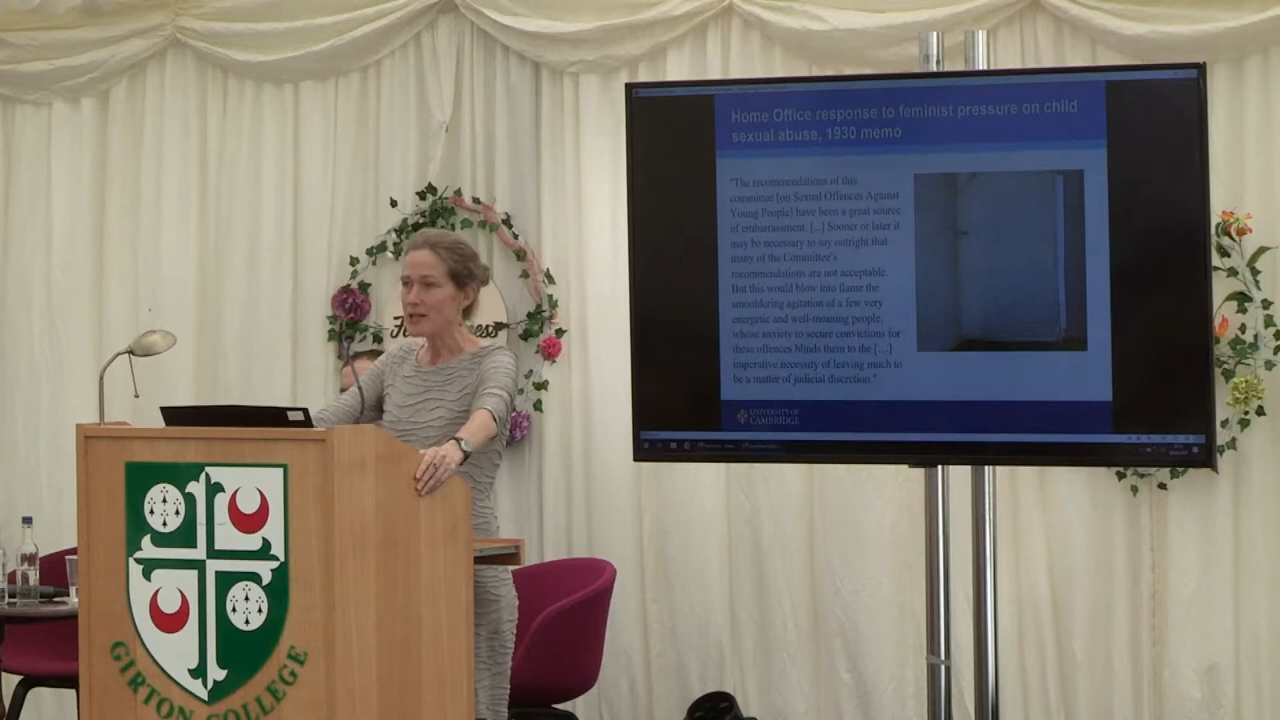 Home Office response to feminist pressure on child
sexual abuse, 1930 memo
"The recommendations of this
committee [on Sexual Offences Against
Young People] have been a great source
of embarrassment. [...] Sooner or later it
may be necessary to say outright that
many of the Committee's
recommendations are not acceptable.
But this would blow into flame the
smouldering agitation of a few very
energetic and well-meaning people,
whose anxiety to secure convictions for
these offences blinds them to the [...]
imperative necessity of leaving much to
be a matter of judicial discretion."
UNIVERSITY OF
CAMBRIDGE
GIRTON COLLEGE